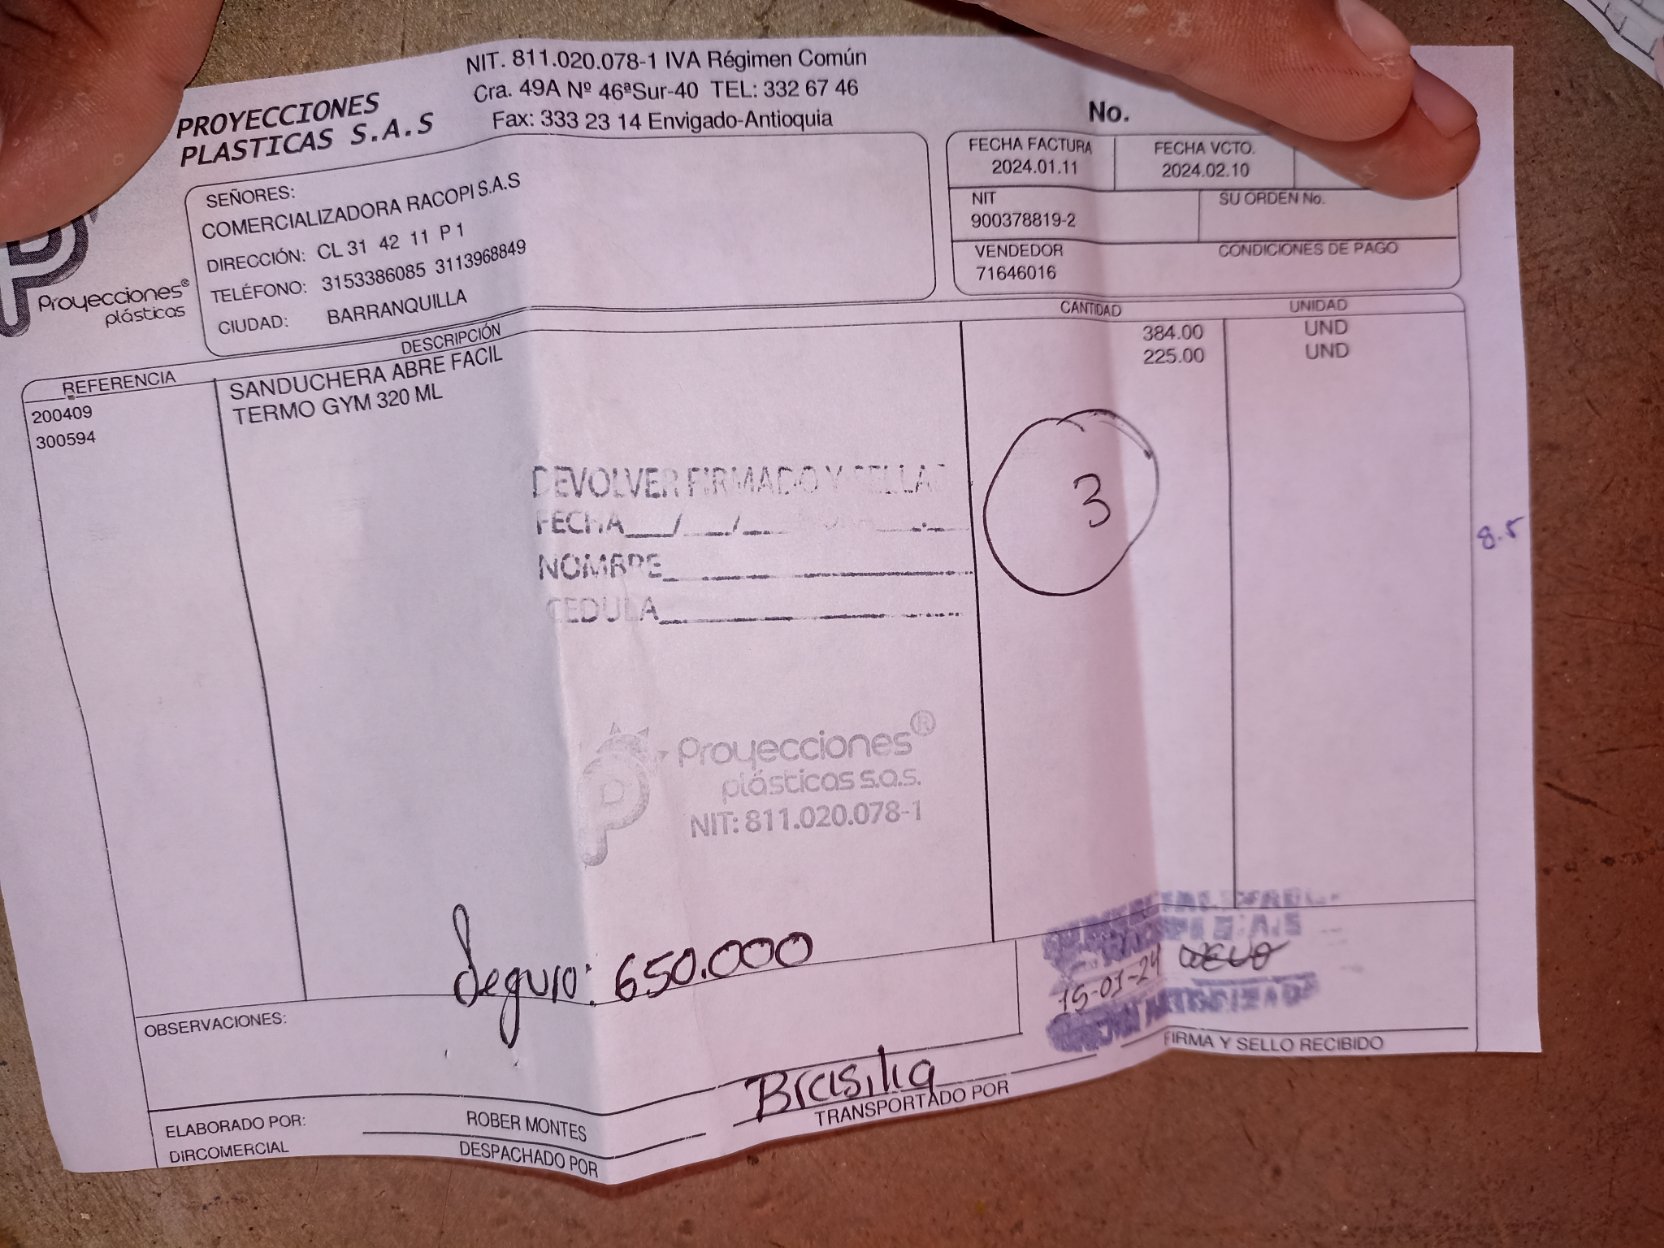 NIT. 811.020.078-1 IVA Régimen Común
Cra. 49A Nº 46ªSur-40 TEL: 332 67 46
Fax: 333 23 14 Envigado-Antioquia
PROYECCIONES
PLASTICAS S.A.S
Proyecciones®
plásticas
No.
SEÑORES:
COMERCIALIZADORA RACOPI S.A.S
DIRECCIÓN: CL 31 42 11 P 1
TELÉFONO: 3153386085 3113968849
CIUDAD: BARRANQUILLA
FECHA FACTURA FECHA VCTO.
2024.01.11 2024.02.10
NIT SU ORDEN No.
900378819-2
VENDEDOR CONDICIONES DE PAGO
71646016
REFERENCIA DESCRIPCIÓN CANTIDAD UNIDAD
200409 SANDUCHERA ABRE FACIL 384.00 UND
300594 TERMO GYM 320 ML 225.00 UND
3
8.5
DEVOLVER FIRMADO Y
FECHA___/___/___
NOMBRE
CEDULA
Proyecciones®
plásticas s.a.s.
NIT: 811.020.078-1
Seguro: 650.000
RACOPI S.A.S
15-01-24
OBSERVACIONES:
FIRMA Y SELLO RECIBIDO
Brasilia
TRANSPORTADO POR
ELABORADO POR: ROBER MONTES
DIRCOMERCIAL DESPACHADO POR